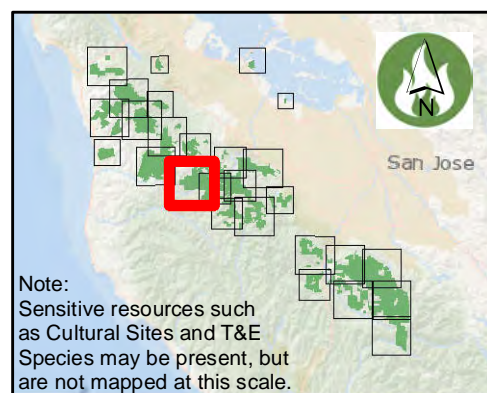 N
San Jose
Note:
Sensitive resources such
as Cultural Sites and T&E
Species may be present, but
are not mapped at this scale.